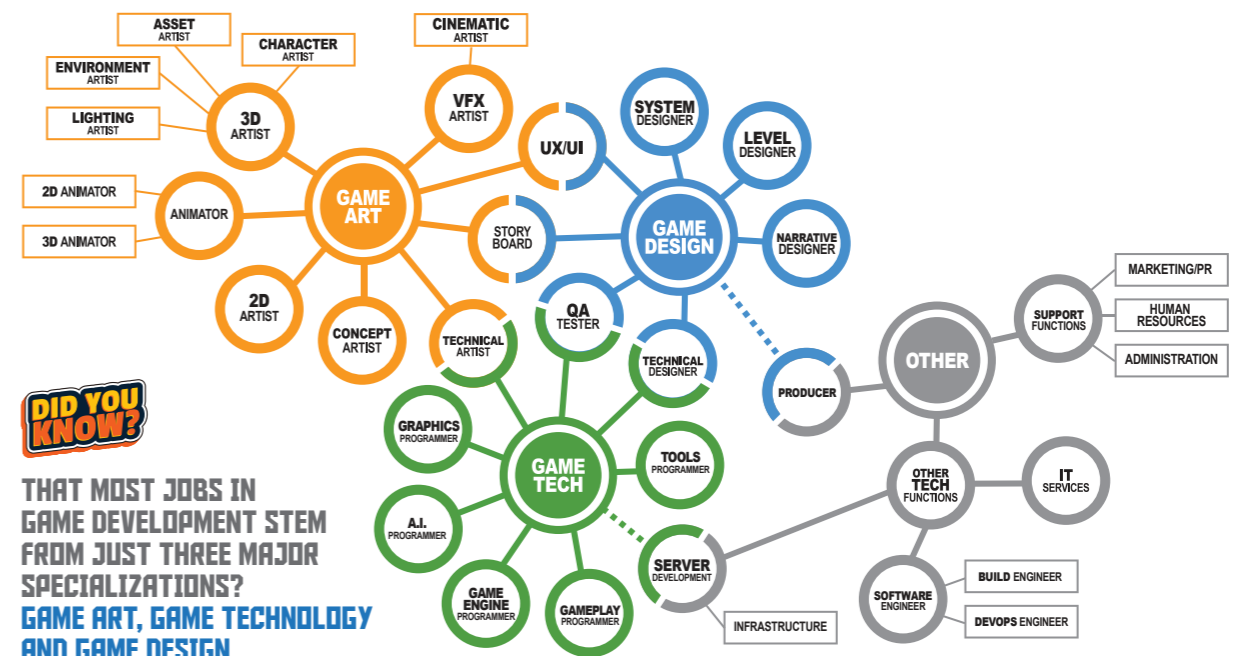 ASSET
ARTIST
CINEMATIC
ARTIST
CHARACTER
ARTIST
ENVIRONMENT
ARTIST
LIGHTING
ARTIST
3D
ARTIST
VFX
ARTIST
UX/UI
SYSTEM
DESIGNER
LEVEL
DESIGNER
2D ANIMATOR
3D ANIMATOR
ANIMATOR
GAME
ART
STORY
BOARD
GAME
DESIGN
NARRATIVE
DESIGNER
2D
ARTIST
CONCEPT
ARTIST
TECHNICAL
ARTIST
QA
TESTER
TECHNICAL
DESIGNER
PRODUCER
OTHER
SUPPORT
FUNCTIONS
MARKETING/PR
HUMAN
RESOURCES
ADMINISTRATION
GRAPHICS
PROGRAMMER
GAME
TECH
TOOLS
PROGRAMMER
A.I.
PROGRAMMER
GAME
ENGINE
PROGRAMMER
GAMEPLAY
PROGRAMMER
SERVER
DEVELOPMENT
INFRASTRUCTURE
OTHER
TECH
FUNCTIONS
IT
SERVICES
SOFTWARE
ENGINEER
BUILD ENGINEER
DEVOPS ENGINEER
DID YOU
KNOW?
THAT MOST JOBS IN
GAME DEVELOPMENT STEM
FROM JUST THREE MAJOR
SPECIALIZATIONS?
GAME ART, GAME TECHNOLOGY
AND GAME DESIGN